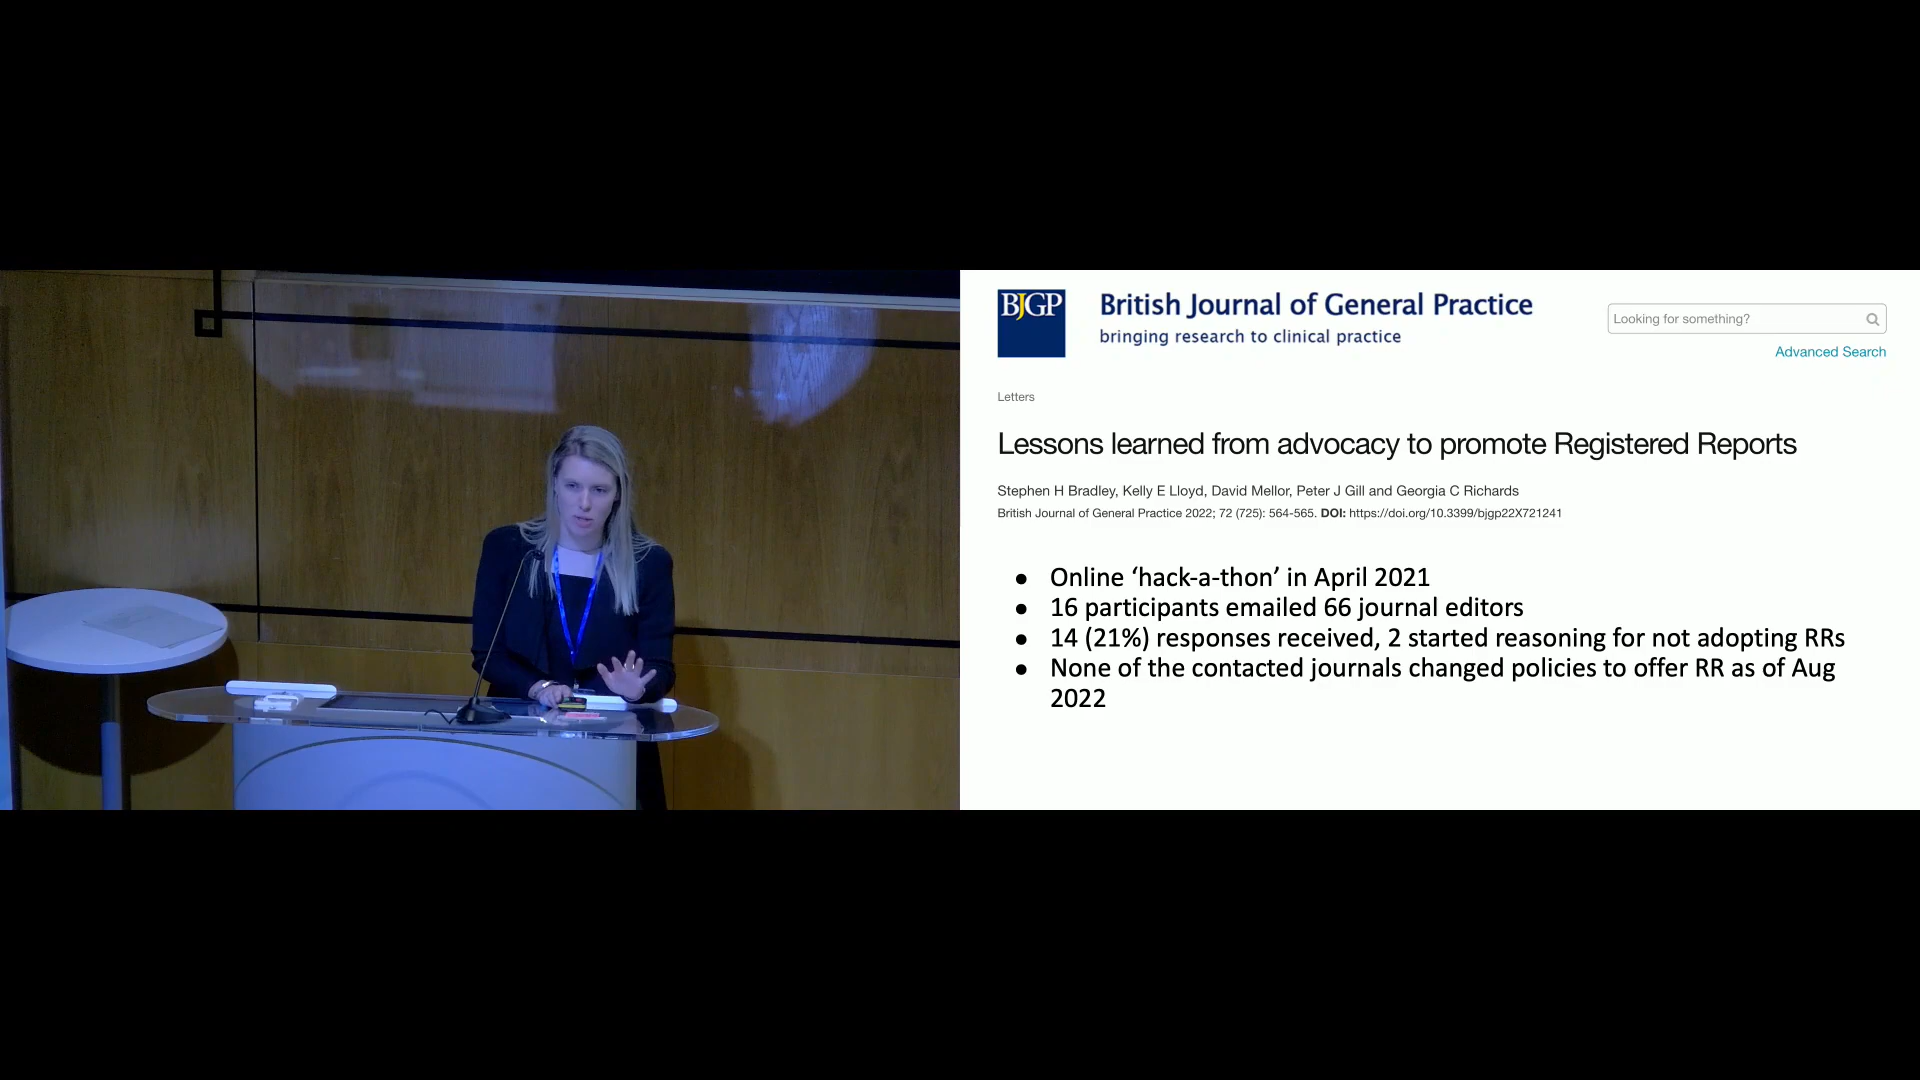 BJGP
British Journal of General Practice
bringing research to clinical practice
Looking for something?
Advanced Search
Letters
Lessons learned from advocacy to promote Registered Reports
Stephen H Bradley, Kelly E Lloyd, David Mellor, Peter J Gill and Georgia C Richards
British Journal of General Practice 2022; 72 (725): 564-565. DOI: https://doi.org/10.3399/bjgp22X721241
● Online ‘hack-a-thon’ in April 2021
● 16 participants emailed 66 journal editors
● 14 (21%) responses received, 2 started reasoning for not adopting RRs
● None of the contacted journals changed policies to offer RR as of Aug
2022